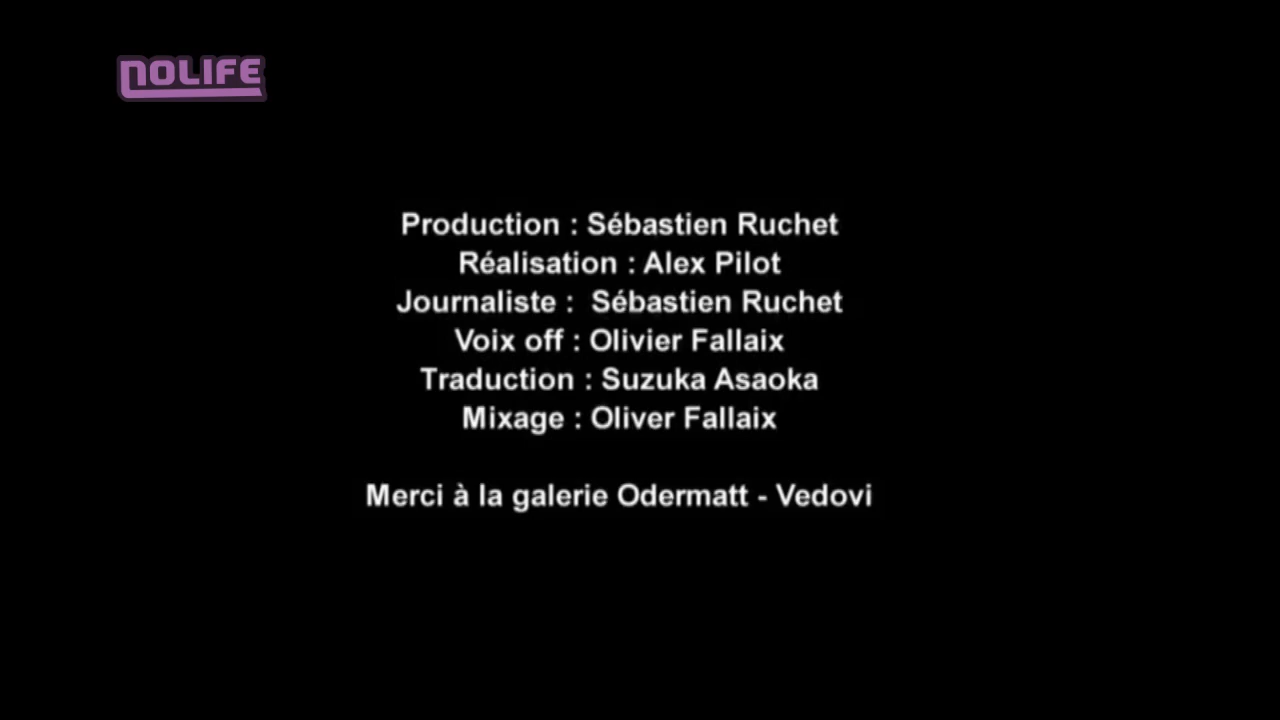 NOLIFE
Production : Sébastien Ruchet
Réalisation : Alex Pilot
Journaliste :  Sébastien Ruchet
Voix off : Olivier Fallaix
Traduction : Suzuka Asaoka
Mixage : Oliver Fallaix
Merci à la galerie Odermatt - Vedovi